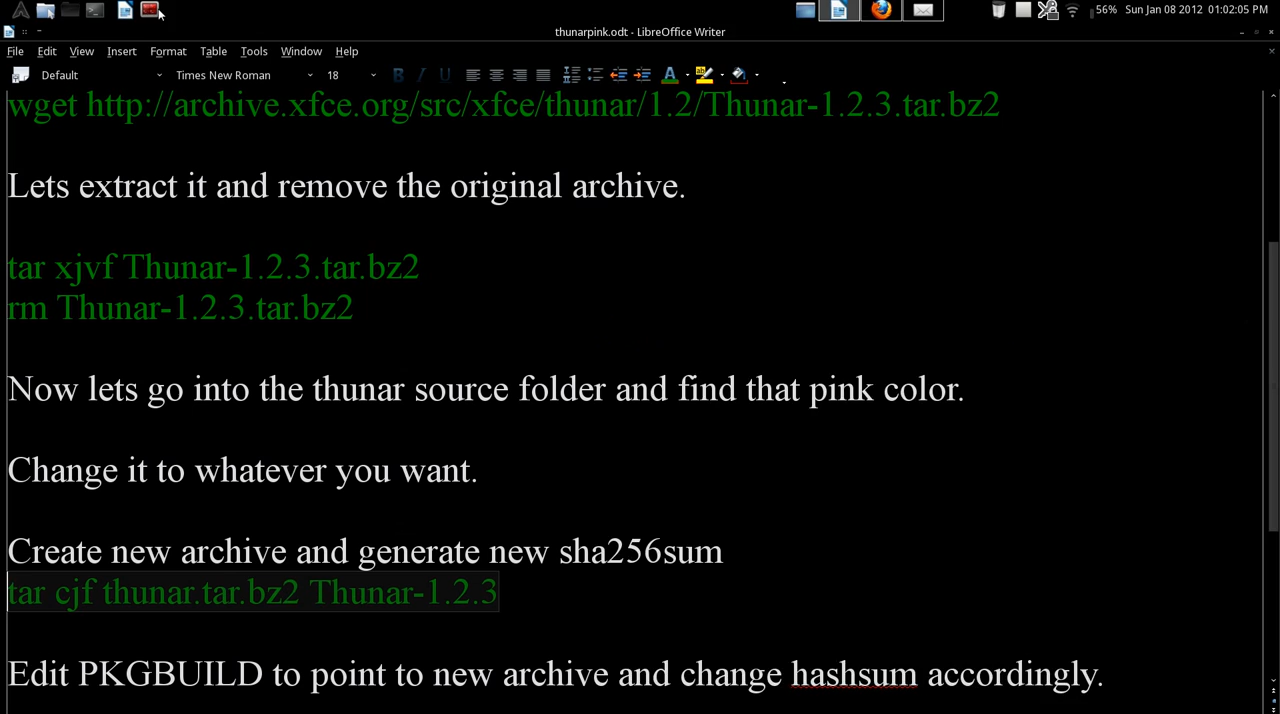 56% Sun Jan 08 2012 01:02:05 PM
thunarpink.odt - LibreOffice Writer
File Edit View Insert Format Table Tools Window Help
Default Times New Roman 18 B I U
wget http://archive.xfce.org/src/xfce/thunar/1.2/Thunar-1.2.3.tar.bz2
Lets extract it and remove the original archive.
tar xjvf Thunar-1.2.3.tar.bz2
rm Thunar-1.2.3.tar.bz2
Now lets go into the thunar source folder and find that pink color.
Change it to whatever you want.
Create new archive and generate new sha256sum
tar cjf thunar.tar.bz2 Thunar-1.2.3
Edit PKGBUILD to point to new archive and change hashsum accordingly.